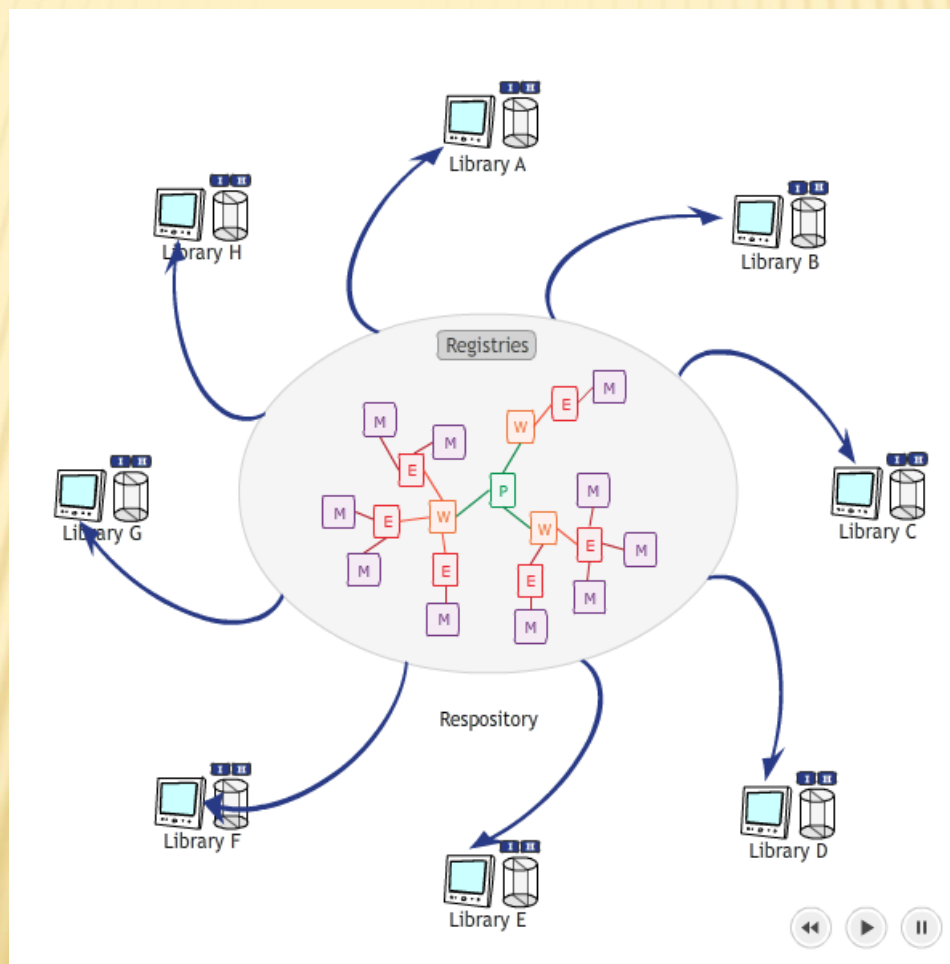 I H
Library A
I H
Library H
I H
Library B
Registries
M
E
W
M
M
E
M
I H
Library G
P
M
I H
Library C
M
E
W
W
E
M
M
E
E
M
M
M
Respository
I H
Library F
I H
Library D
I H
Library E